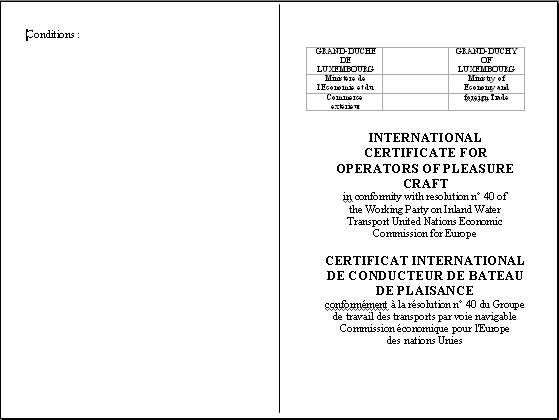 Conditions :
GRAND-DUCHE
DE
LUXEMBOURG
GRAND-DUCHY
OF
LUXEMBOURG
Ministere de
l'Economie et du
Ministry of
Economy and
Commerce
exterieur
foreign Trade
INTERNATIONAL
CERTIFICATE FOR
OPERATORS OF PLEASURE
CRAFT
in conformity with resolution n° 40 of
the Working Party on Inland Water
Transport United Nations Economic
Commission for Europe
CERTIFICAT INTERNATIONAL
DE CONDUCTEUR DE BATEAU
DE PLAISANCE
conformément à la résolution n° 40 du Groupe
de travail des transports par voie navigable
Commission économique pour l'Europe
des nations Unies